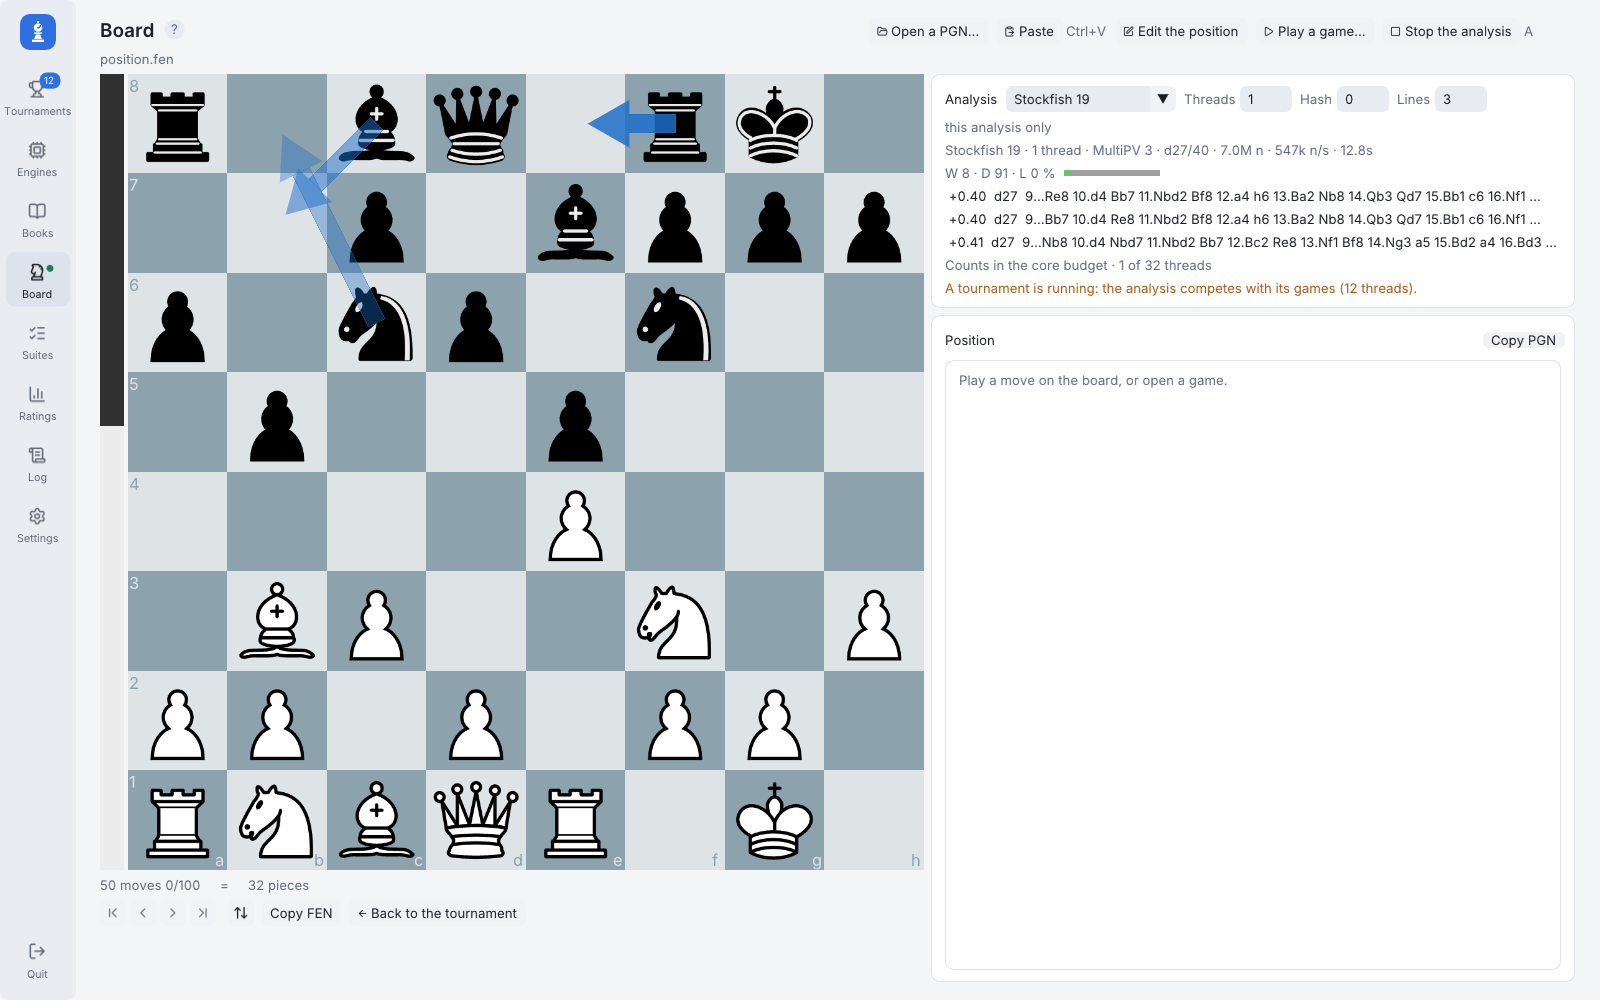 Board ?
Open a PGN... Paste Ctrl+V Edit the position Play a game... Stop the analysis A
position.fen
12
Tournaments
Engines
Books
Board
Suites
Ratings
Log
Settings
Quit
8
7
6
5
4
3
2
1
a b c d e f g h
50 moves 0/100 = 32 pieces
Copy FEN ← Back to the tournament
Analysis Stockfish 19 Threads 1 Hash 0 Lines 3
this analysis only
Stockfish 19 · 1 thread · MultiPV 3 · d27/40 · 7.0M n · 547k n/s · 12.8s
W 8 · D 91 · L 0 %
+0.40 d27 9...Re8 10.d4 Bb7 11.Nbd2 Bf8 12.a4 h6 13.Ba2 Nb8 14.Qb3 Qd7 15.Bb1 c6 16.Nf1 ...
+0.40 d27 9...Bb7 10.d4 Re8 11.Nbd2 Bf8 12.a4 h6 13.Ba2 Nb8 14.Qb3 Qd7 15.Bb1 c6 16.Nf1 ...
+0.41 d27 9...Nb8 10.d4 Nbd7 11.Nbd2 Bb7 12.Bc2 Re8 13.Nf1 Bf8 14.Ng3 a5 15.Bd2 a4 16.Bd3 ...
Counts in the core budget · 1 of 32 threads
A tournament is running: the analysis competes with its games (12 threads).
Position Copy PGN
Play a move on the board, or open a game.